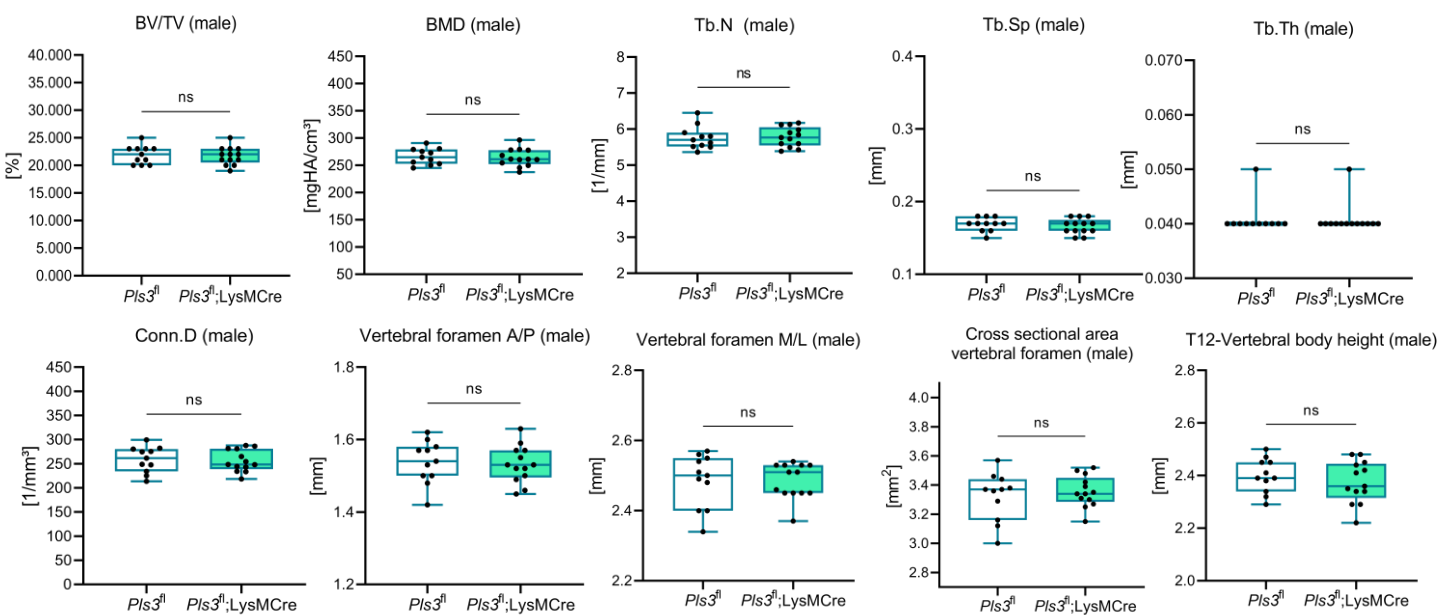 BV/TV (male)
40.000
35.000
30.000
25.000
20.000
15.000
10.000
5.000
0.000
[%]
ns
Pls3fl
Pls3fl;LysMCre
BMD (male)
450
400
350
300
250
200
150
100
50
[mgHA/cm³]
ns
Pls3fl
Pls3fl;LysMCre
Tb.N (male)
8
7
6
5
4
3
2
[1/mm]
ns
Pls3fl
Pls3fl;LysMCre
Tb.Sp (male)
0.4
0.3
0.2
0.1
[mm]
ns
Pls3fl
Pls3fl;LysMCre
Tb.Th (male)
0.070
0.060
0.050
0.040
0.030
[mm]
ns
Pls3fl
Pls3fl;LysMCre
Conn.D (male)
450
400
350
300
250
200
150
100
50
0
[1/mm³]
ns
Pls3fl
Pls3fl;LysMCre
Vertebral foramen A/P (male)
1.8
1.6
1.4
1.2
[mm]
ns
Pls3fl
Pls3fl;LysMCre
Vertebral foramen M/L (male)
2.8
2.6
2.4
2.2
[mm]
ns
Pls3fl
Pls3fl;LysMCre
Cross sectional area
vertebral foramen (male)
4.0
3.8
3.6
3.4
3.2
3.0
2.8
[mm²]
ns
Pls3fl
Pls3fl;LysMCre
T12-Vertebral body height (male)
2.8
2.6
2.4
2.2
2.0
[mm]
ns
Pls3fl
Pls3fl;LysMCre